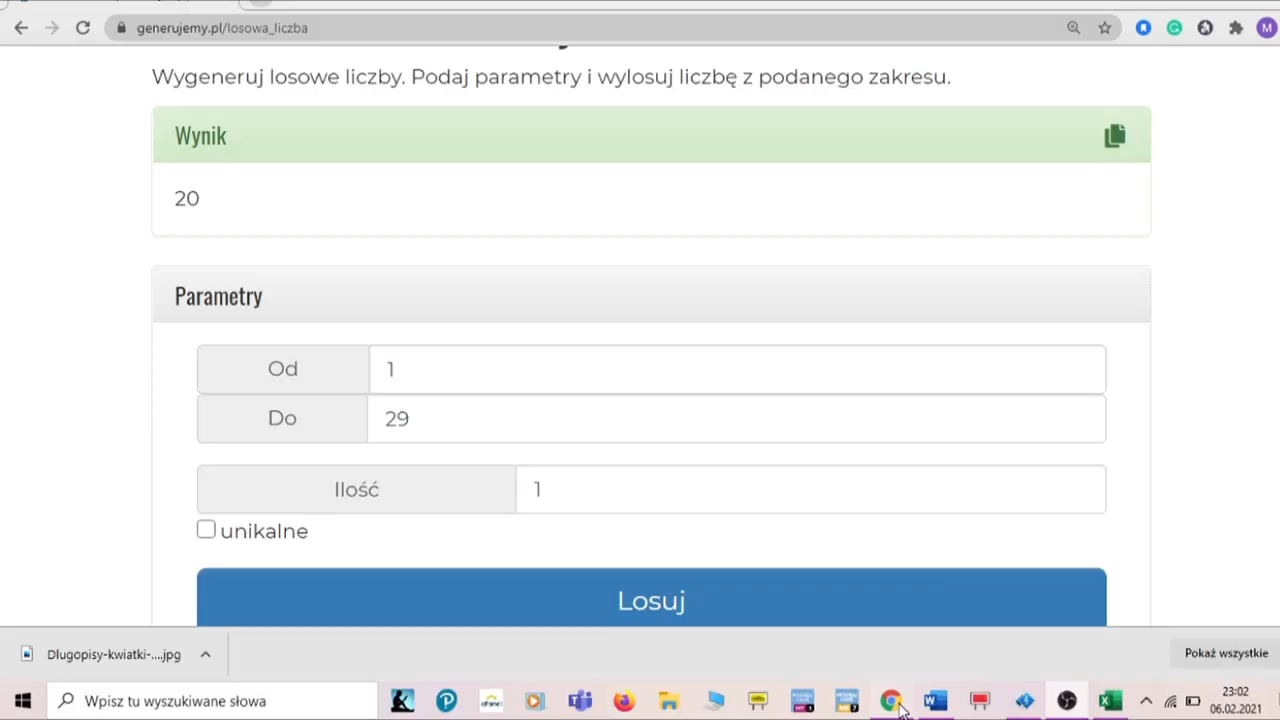 generujemy.pl/losowa_liczba
M
Wygeneruj losowe liczby. Podaj parametry i wylosuj liczbę z podanego zakresu.
Wynik
20
Parametry
Od 1
Do 29
Ilość 1
unikalne
Losuj
Dlugopisy-kwiatki-....jpg
Pokaż wszystkie
Wpisz tu wyszukiwane słowa
cPanel
23:02
06.02.2021